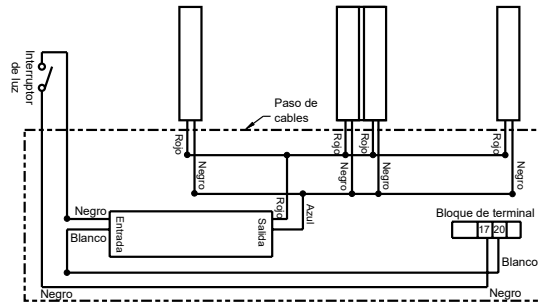 Interruptor
de luz
Paso de
cables
Rojo
Negro
Rojo
Negro
Rojo
Negro
Rojo
Negro
Rojo
Azul
Negro
Blanco
Entrada
Salida
Bloque de terminal
17 20
Blanco
Negro
Negro